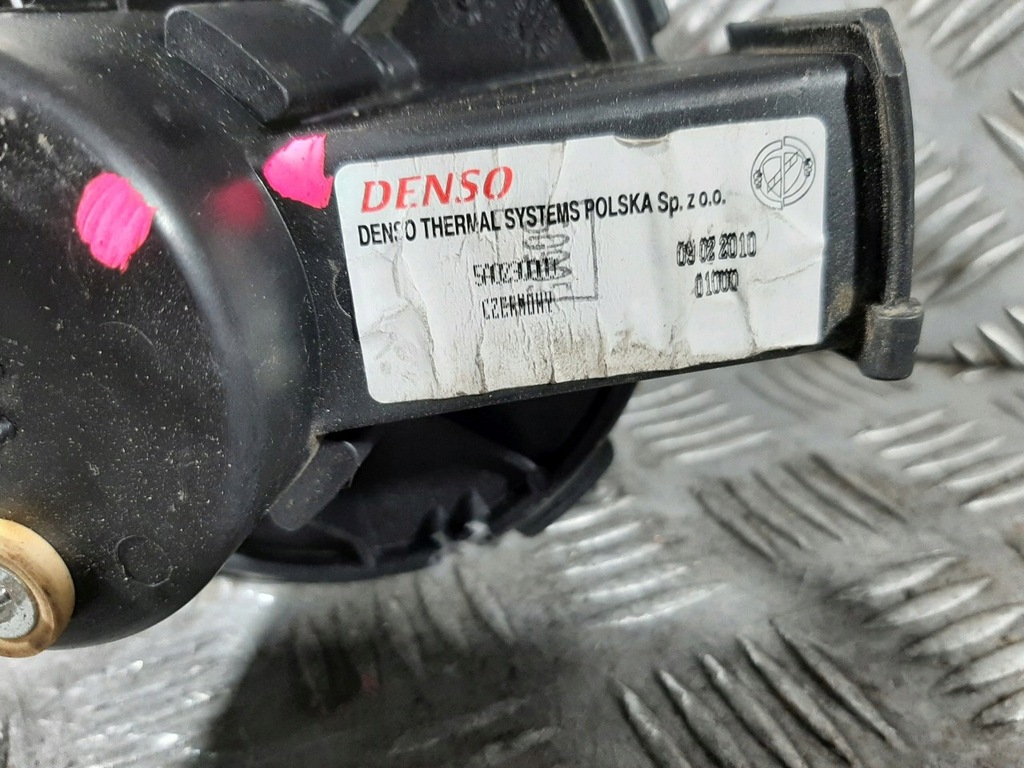 DENSO
DENSO THERMAL SYSTEMS POLSKA Sp. z o.o.
09 02 2010
CZERWONY
01000